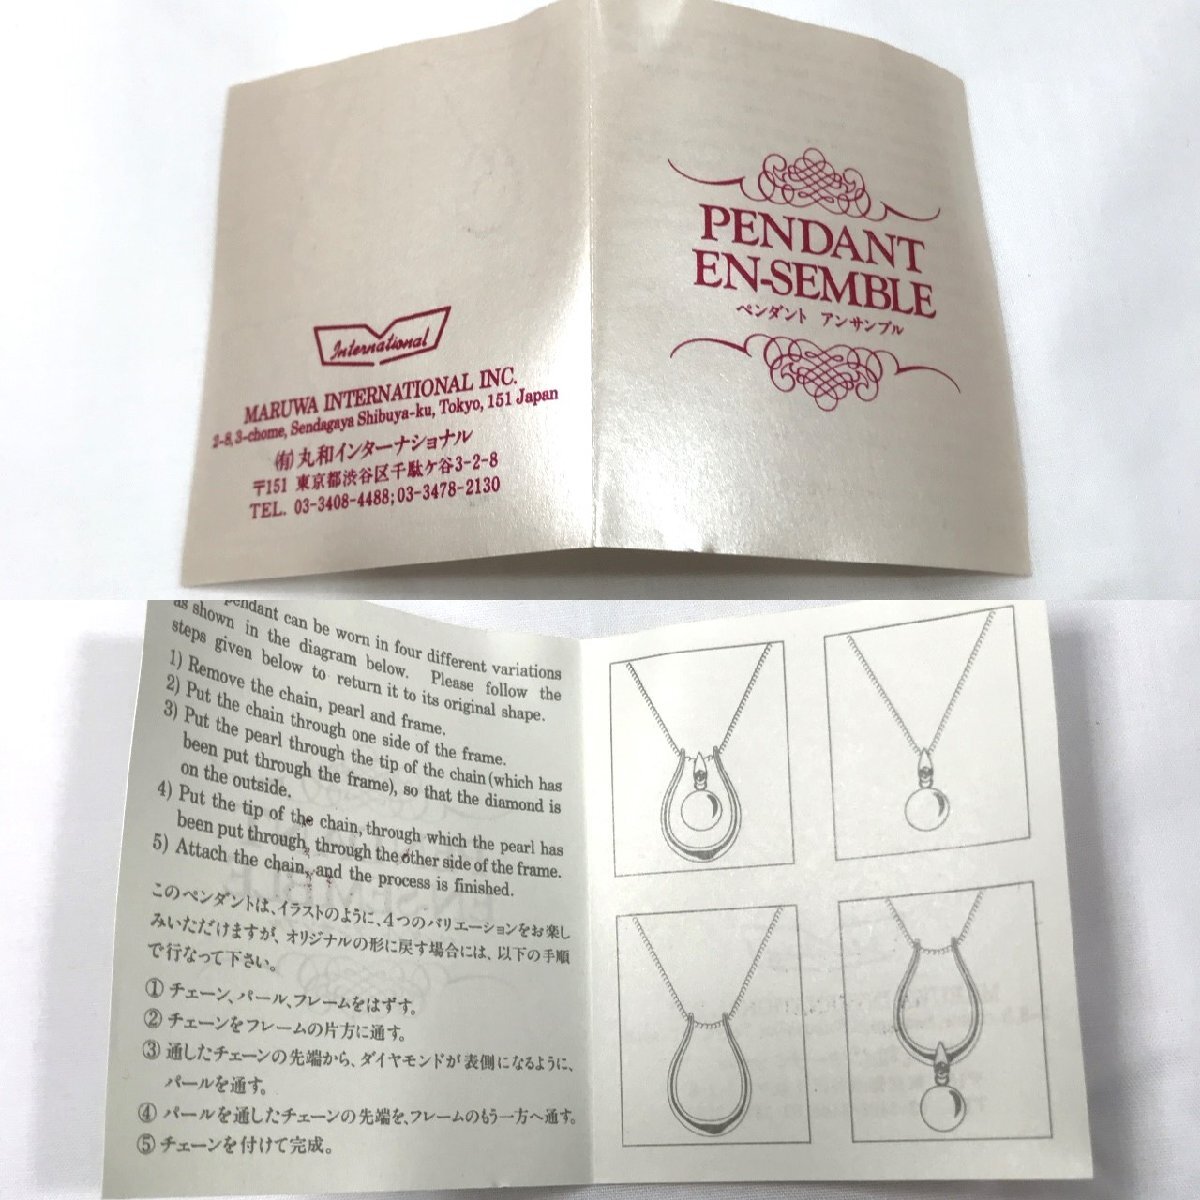 International
MARUWA INTERNATIONAL INC.
2-8, 3-chome, Sendagaya Shibuya-ku, Tokyo, 151 Japan
(有)丸和インターナショナル
〒151 東京都渋谷区千駄ケ谷3-2-8
TEL. 03-3408-4488; 03-3478-2130
PENDANT
EN-SEMBLE
ペンダント アンサンブル
pendant can be worn in four different variations
as shown in the diagram below. Please follow the
steps given below to return it to its original shape.
1) Remove the chain, pearl and frame.
2) Put the chain through one side of the frame.
3) Put the pearl through the tip of the chain (which has
been put through the frame), so that the diamond is
on the outside.
4) Put the tip of the chain, through which the pearl has
been put through, through the other side of the frame.
5) Attach the chain, and the process is finished.
このペンダントは、イラストのように、4つのバリエーションをお楽し
みいただけますが、オリジナルの形に戻す場合には、以下の手順
で行なって下さい。
① チェーン、パール、フレームをはずす。
② チェーンをフレームの片方に通す。
③ 通したチェーンの先端から、ダイヤモンドが表側になるように、
パールを通す。
④ パールを通したチェーンの先端を、フレームのもう一方へ通す。
⑤ チェーンを付けて完成。